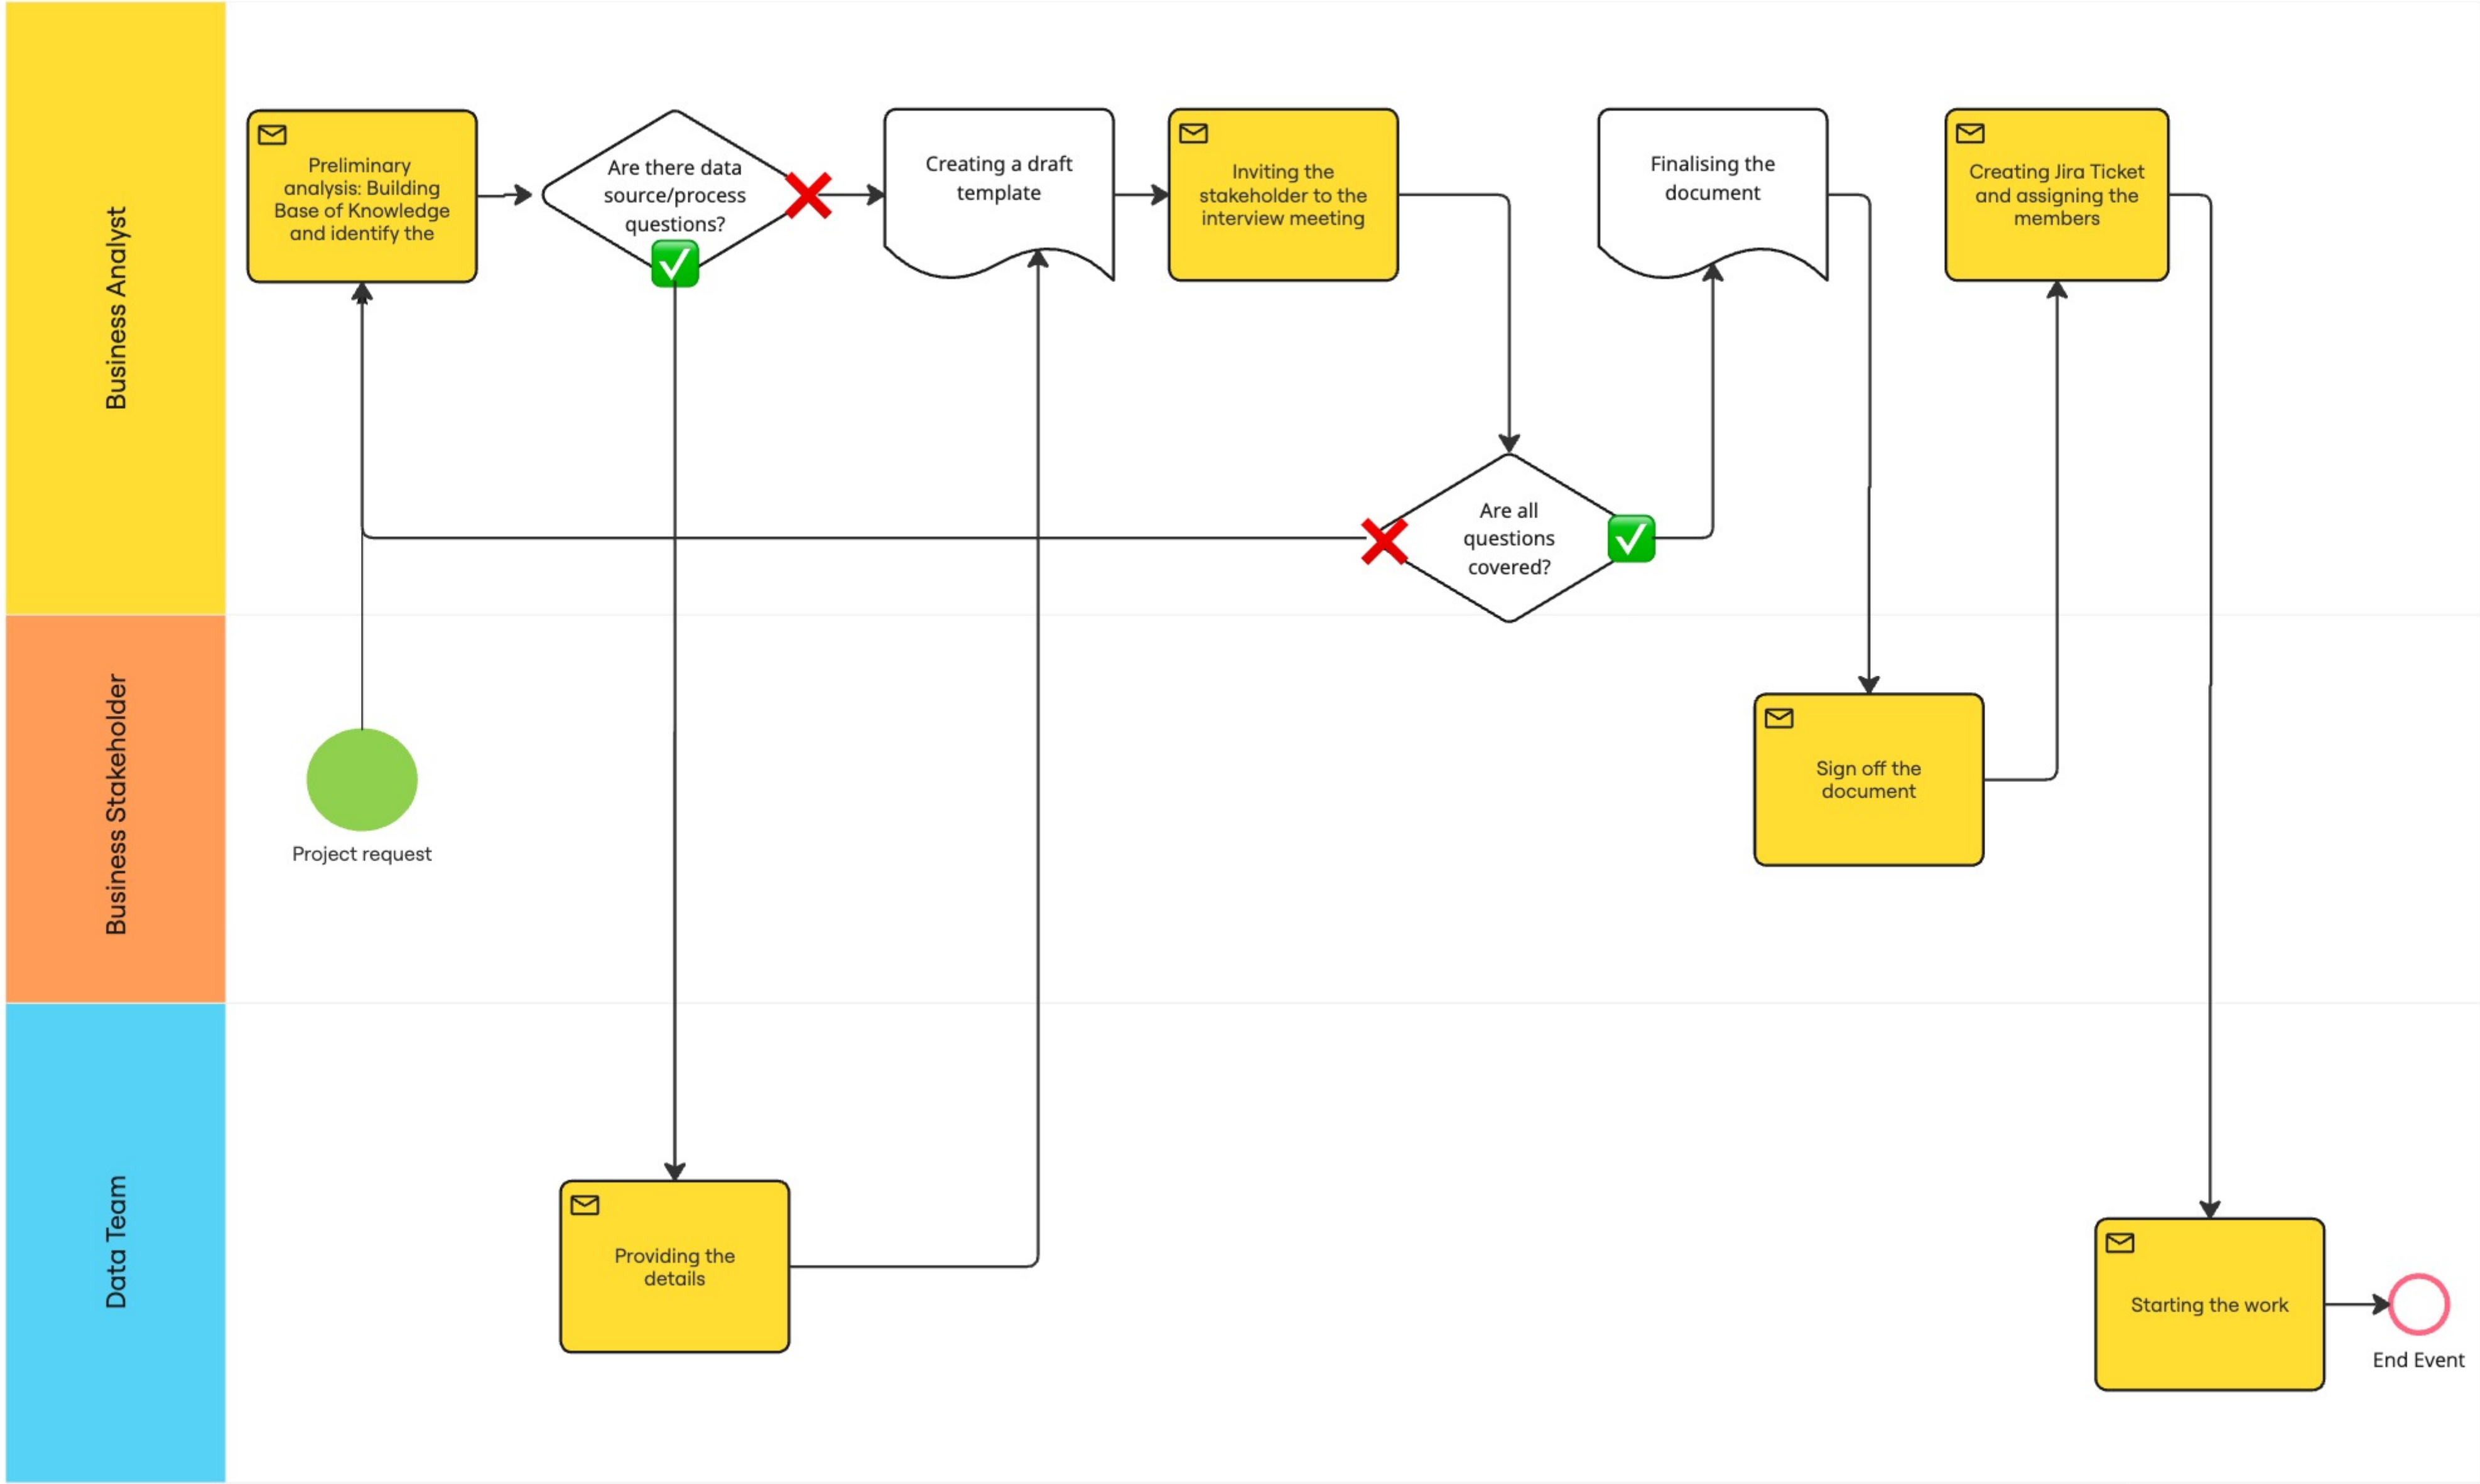 Business Analyst
Preliminary
analysis: Building
Base of Knowledge
and identify the
Are there data
source/process
questions?
Creating a draft
template
Inviting the
stakeholder to the
interview meeting
Finalising the
document
Creating Jira Ticket
and assigning the
members
Are all
questions
covered?
Business Stakeholder
Project request
Sign off the
document
Data Team
Providing the
details
Starting the work
End Event